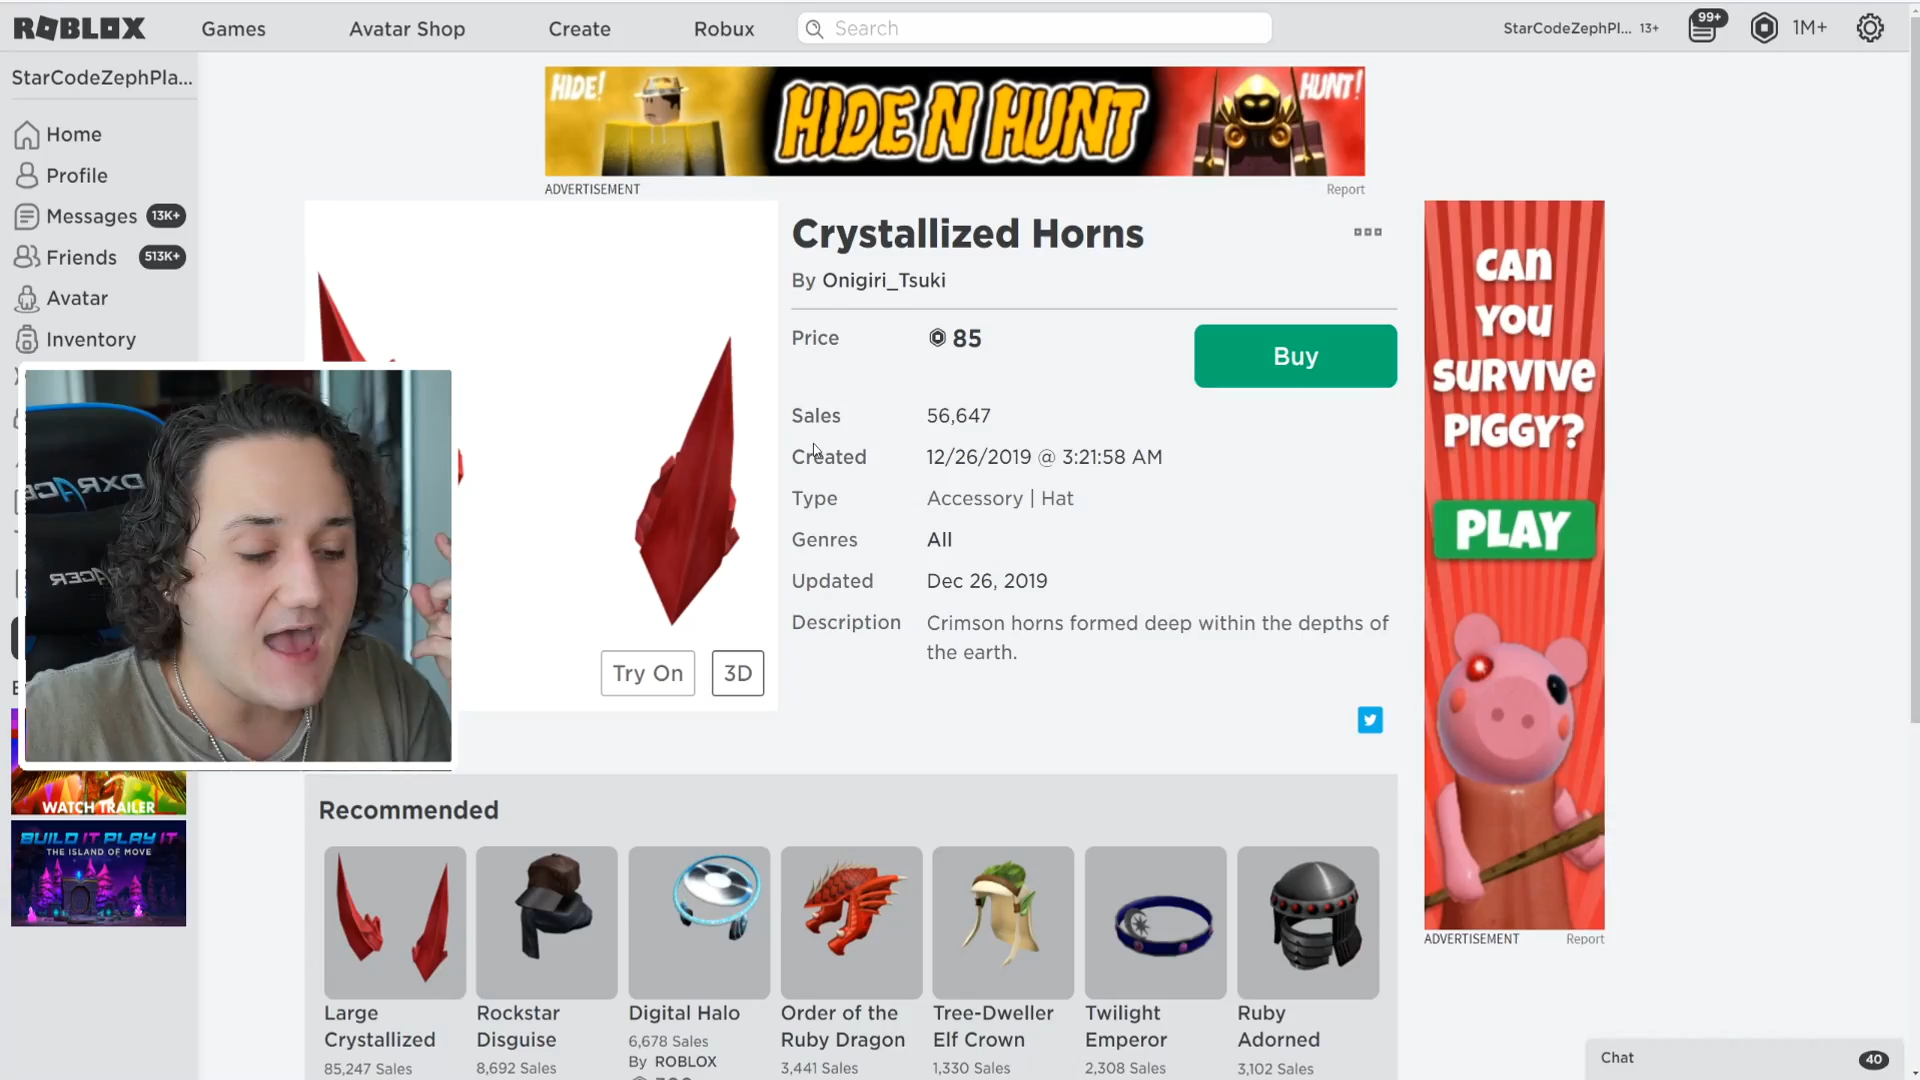 ROBLOX
Games
Avatar Shop
Create
Robux
Search
StarCodeZephPl... 13+
99+
1M+
StarCodeZephPla...
Home
Profile
Messages 13K+
Friends 513K+
Avatar
Inventory
HIDE!
HIDE N HUNT
HUNT!
ADVERTISEMENT
Report
Crystallized Horns
By Onigiri_Tsuki
Price 85
Buy
Sales 56,647
Created 12/26/2019 @ 3:21:58 AM
Type Accessory | Hat
Genres All
Updated Dec 26, 2019
Description Crimson horns formed deep within the depths of
the earth.
Try On
3D
DXRACER
WATCH TRAILER
BUILD IT PLAY IT
THE ISLAND OF MOVE
CAN
YOU
SURVIVE
PIGGY?
PLAY
ADVERTISEMENT
Report
Recommended
Large
Crystallized
85,247 Sales
Rockstar
Disguise
8,692 Sales
Digital Halo
6,678 Sales
By ROBLOX
Order of the
Ruby Dragon
3,441 Sales
Tree-Dweller
Elf Crown
1,330 Sales
Twilight
Emperor
2,308 Sales
Ruby
Adorned
3,102 Sales
Chat
40